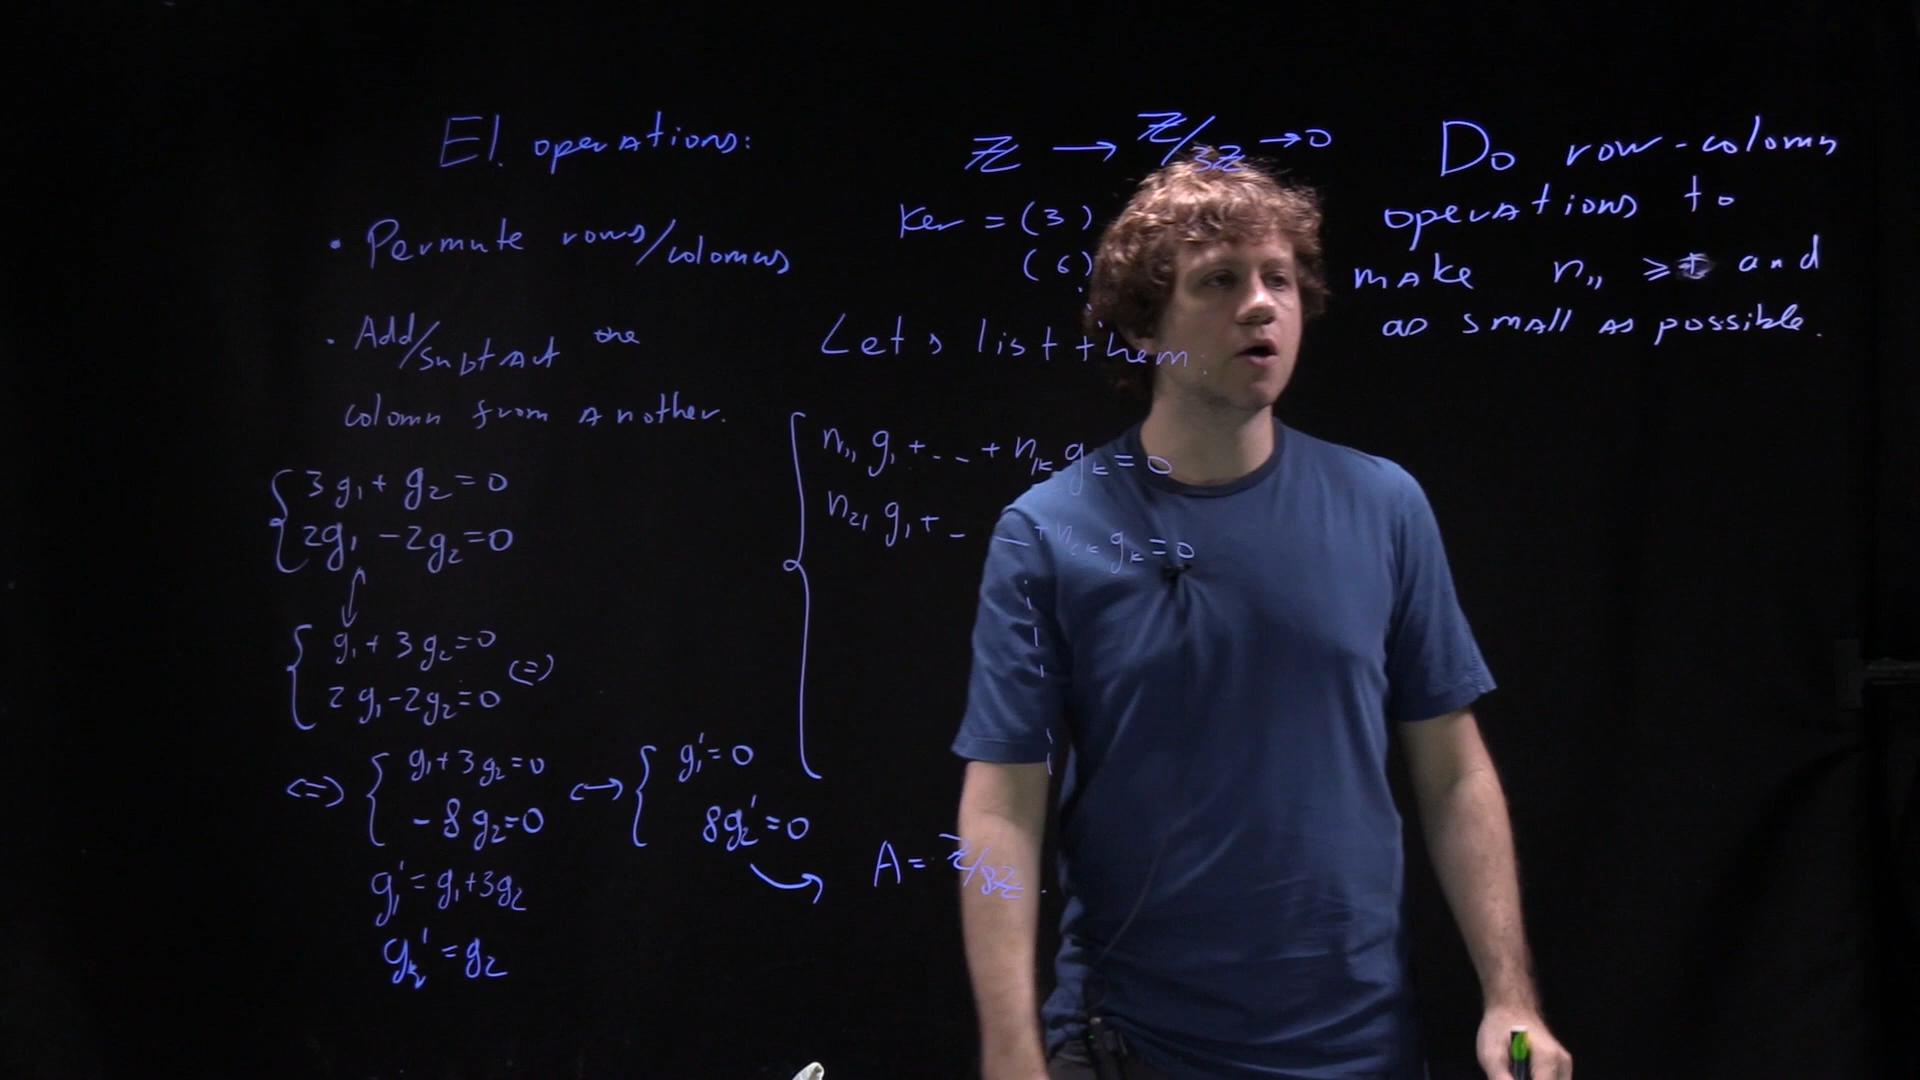 El. operations:
• Permute rows/colomns
• Add/subtract the
colomn from another.
3g₁ + g₂ = 0
2g₁ - 2g₂ = 0
↕
g₁ + 3g₂ = 0
2g₁ - 2g₂ = 0 (=)
(=) g₁ + 3g₂ = 0
- 8g₂ = 0
↔ g₁' = 0
8g₂' = 0
g₁' = g₁ + 3g₂
g₂' = g₂
ℤ → ℤ/3ℤ → 0
Ker = (3)
(6)
Let's list them:
n₁₁ g₁ + ... + n₁ₖ gₖ = 0
n₂₁ g₁ + ... + n₂ₖ gₖ = 0
→ A = ℤ/8ℤ.
Do row-colomn
operations to
make n₁₁ ≥ and
as small as possible.